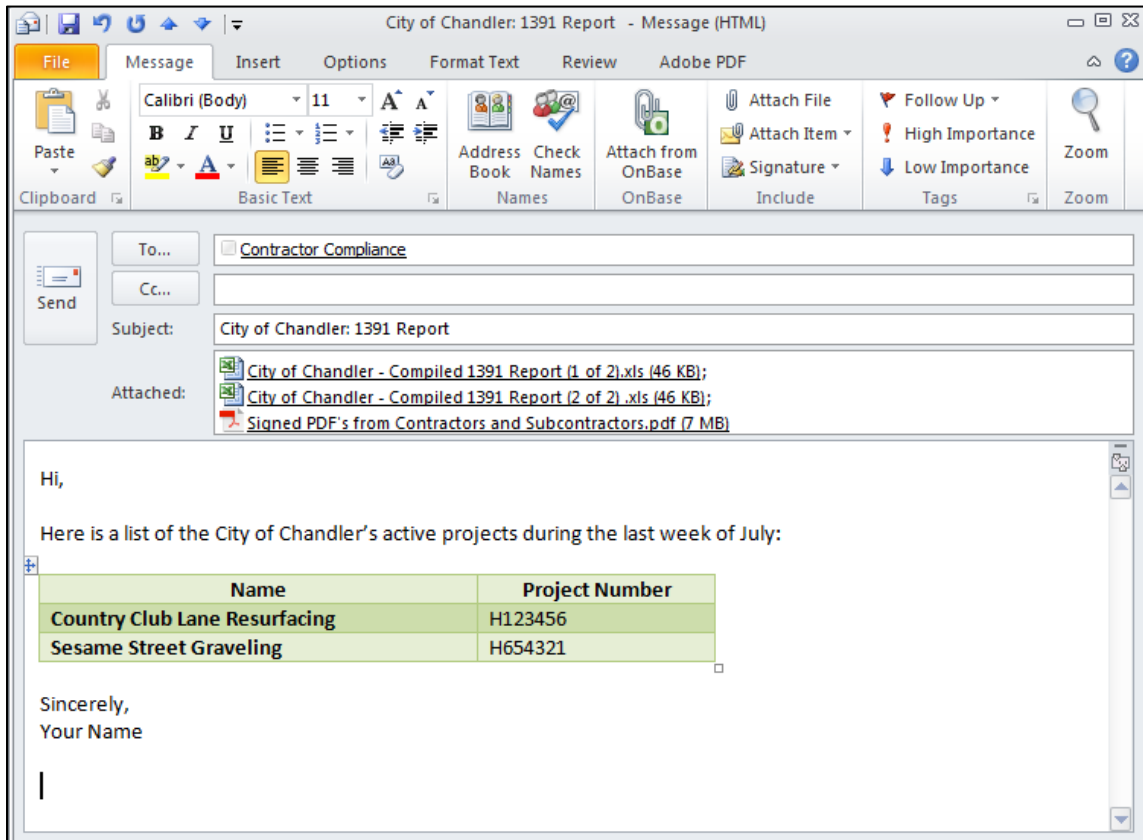 City of Chandler: 1391 Report - Message (HTML)
File Message Insert Options Format Text Review Adobe PDF
Calibri (Body) 11 A A Attach File Follow Up
B I U Attach Item High Importance
Paste Address Book Check Names Attach from OnBase Signature Low Importance Zoom
ab A
Clipboard Basic Text Names OnBase Include Tags Zoom
To... Contractor Compliance
Cc...
Send
Subject: City of Chandler: 1391 Report
City of Chandler - Compiled 1391 Report (1 of 2).xls (46 KB);
Attached: City of Chandler - Compiled 1391 Report (2 of 2) .xls (46 KB);
Signed PDF's from Contractors and Subcontractors.pdf (7 MB)
Hi,
Here is a list of the City of Chandler’s active projects during the last week of July:
Name Project Number
Country Club Lane Resurfacing H123456
Sesame Street Graveling H654321
Sincerely,
Your Name